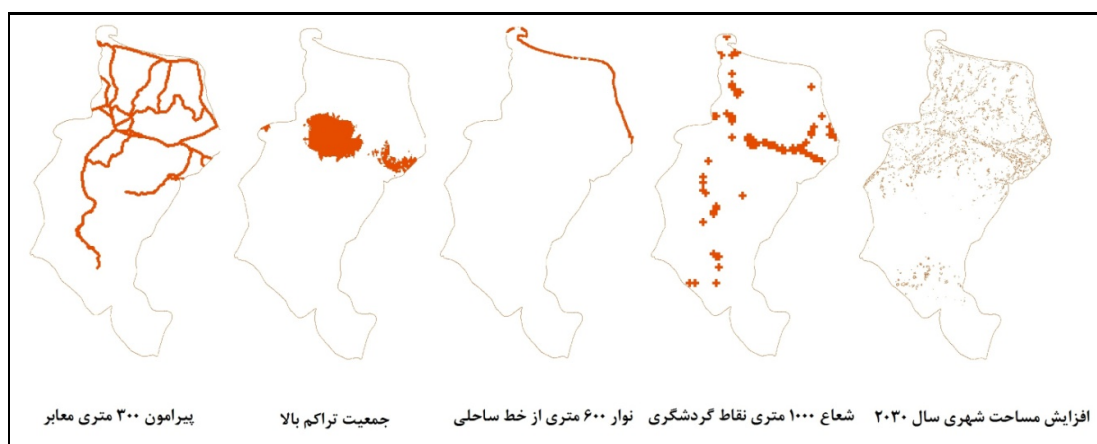 افزایش مساحت شهری سال ۲۰۳۰
شعاع ۱۰۰۰ متری نقاط گردشگری
نوار ۶۰۰ متری از خط ساحلی
جمعیت تراکم بالا
پیرامون ۳۰۰ متری معابر